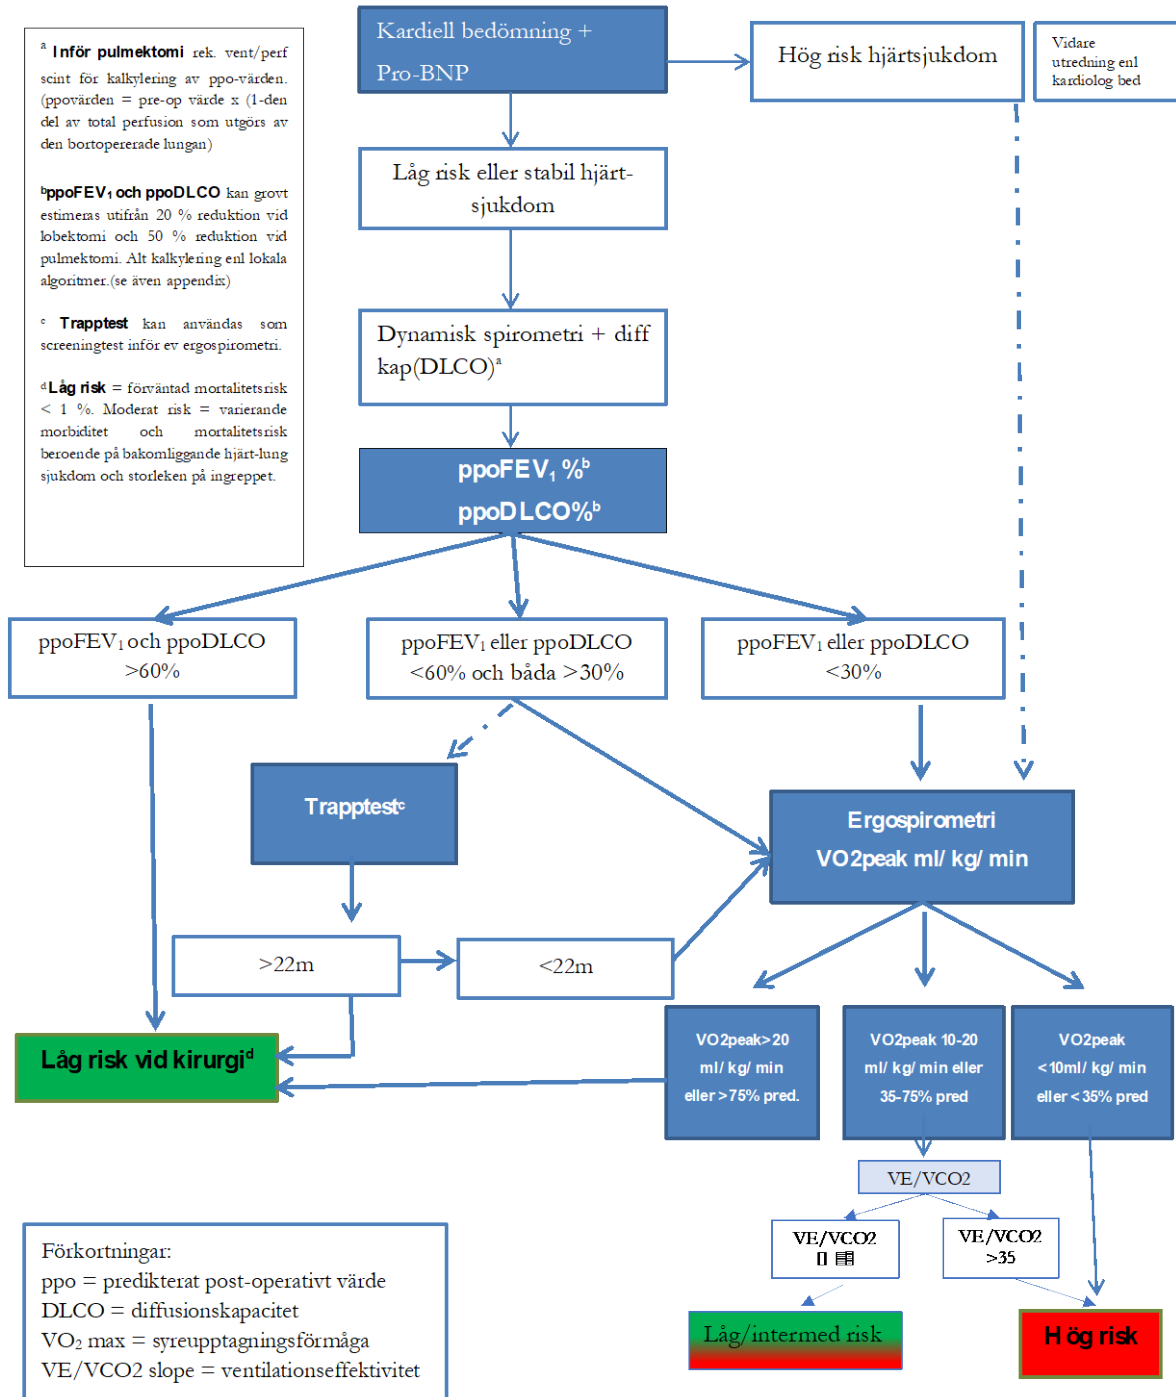 ᵃ Inför pulmektomi rek. vent/perf
scint för kalkylering av ppo-värden.
(ppovärden = pre-op värde x (1-den
del av total perfusion som utgörs av
den bortopererade lungan)
ᵇppoFEV₁ och ppoDLCO kan grovt
estimeras utifrån 20 % reduktion vid
lobektomi och 50 % reduktion vid
pulmektomi. Alt kalkylering enl lokala
algoritmer.(se även appendix)
ᶜ Trapptest kan användas som
screeningtest inför ev ergospirometri.
ᵈ Låg risk = förväntad mortalitetsrisk
< 1 %. Moderat risk = varierande
morbiditet och mortalitetsrisk
beroende på bakomliggande hjärt-lung
sjukdom och storleken på ingreppet.
Kardiell bedömning +
Pro-BNP
Hög risk hjärtsjukdom
Vidare
utredning enl
kardiolog bed
Låg risk eller stabil hjärt-
sjukdom
Dynamisk spirometri + diff
kap(DLCO)ᵃ
ppoFEV₁ %ᵇ
ppoDLCO%ᵇ
ppoFEV₁ och ppoDLCO
>60%
ppoFEV₁ eller ppoDLCO
<60% och båda >30%
ppoFEV₁ eller ppoDLCO
<30%
Trapptestᶜ
Ergospirometri
VO2peak ml/ kg/ min
>22m
<22m
Låg risk vid kirurgiᵈ
VO2peak>20
ml/ kg/ min
eller >75% pred.
VO2peak 10-20
ml/ kg/ min eller
35-75% pred
VO2peak
<10ml/ kg/ min
eller <35% pred
VE/VCO2
VE/VCO2
VE/VCO2
>35
Låg/intermed risk
Hög risk
Förkortningar:
ppo = predikterat post-operativt värde
DLCO = diffusionskapacitet
VO₂ max = syreupptagningsförmåga
VE/VCO2 slope = ventilationseffektivitet